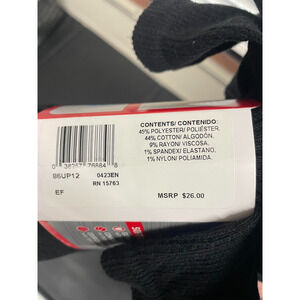 CONTENTS/ CONTENIDO:
45% POLYESTER/ POLIÉSTER.
44% COTTON/ ALGODÓN.
9% RAYON/ VISCOSA.
1% SPANDEX/ ELASTANO.
1% NYLON/ POLIAMIDA.
86UP12 0423EN
RN 15763
EF
MSRP $26.00